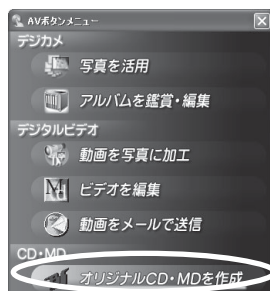 AVボタンメニュー
デジカメ
写真を活用
アルバムを鑑賞・編集
デジタルビデオ
動画を写真に加工
ビデオを編集
動画をメールで送信
CD・MD
オリジナルCD・MDを作成